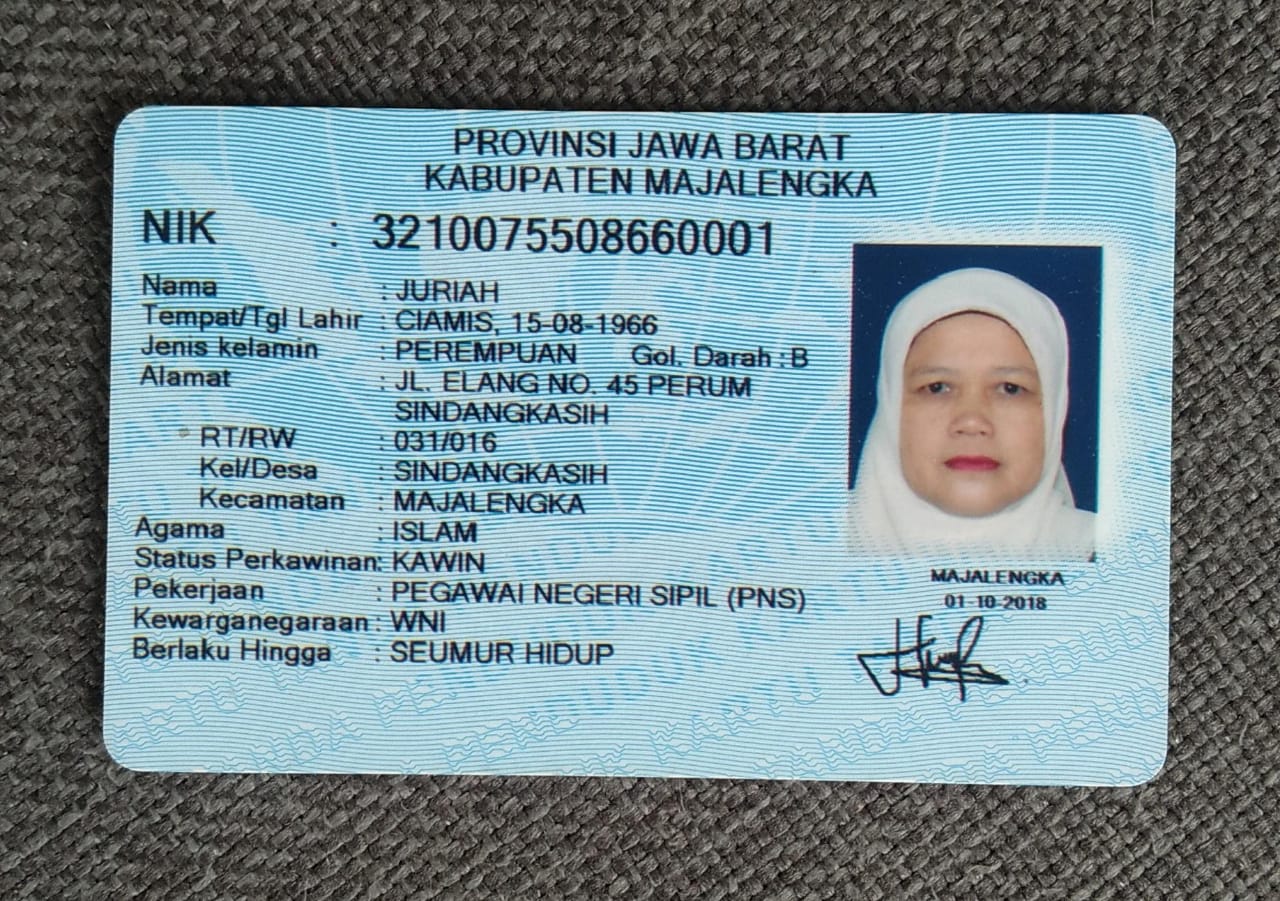 PROVINSI JAWA BARAT
KABUPATEN MAJALENGKA
NIK : 3210075508660001
Nama : JURIAH
Tempat/Tgl Lahir : CIAMIS, 15-08-1966
Jenis kelamin : PEREMPUAN Gol. Darah : B
Alamat : JL. ELANG NO. 45 PERUM
SINDANGKASIH
RT/RW : 031/016
Kel/Desa : SINDANGKASIH
Kecamatan : MAJALENGKA
Agama : ISLAM
Status Perkawinan: KAWIN
Pekerjaan : PEGAWAI NEGERI SIPIL (PNS)
Kewarganegaraan : WNI
Berlaku Hingga : SEUMUR HIDUP
MAJALENGKA
01-10-2018